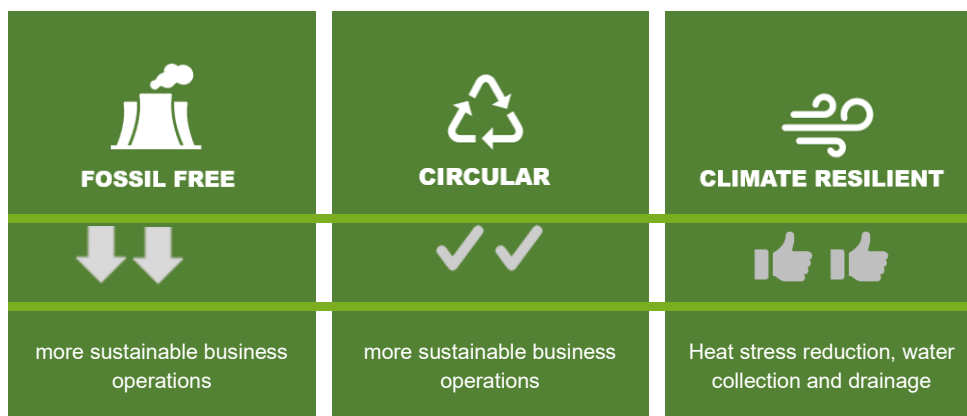 FOSSIL FREE
CIRCULAR
CLIMATE RESILIENT
more sustainable business
operations
more sustainable business
operations
Heat stress reduction, water
collection and drainage